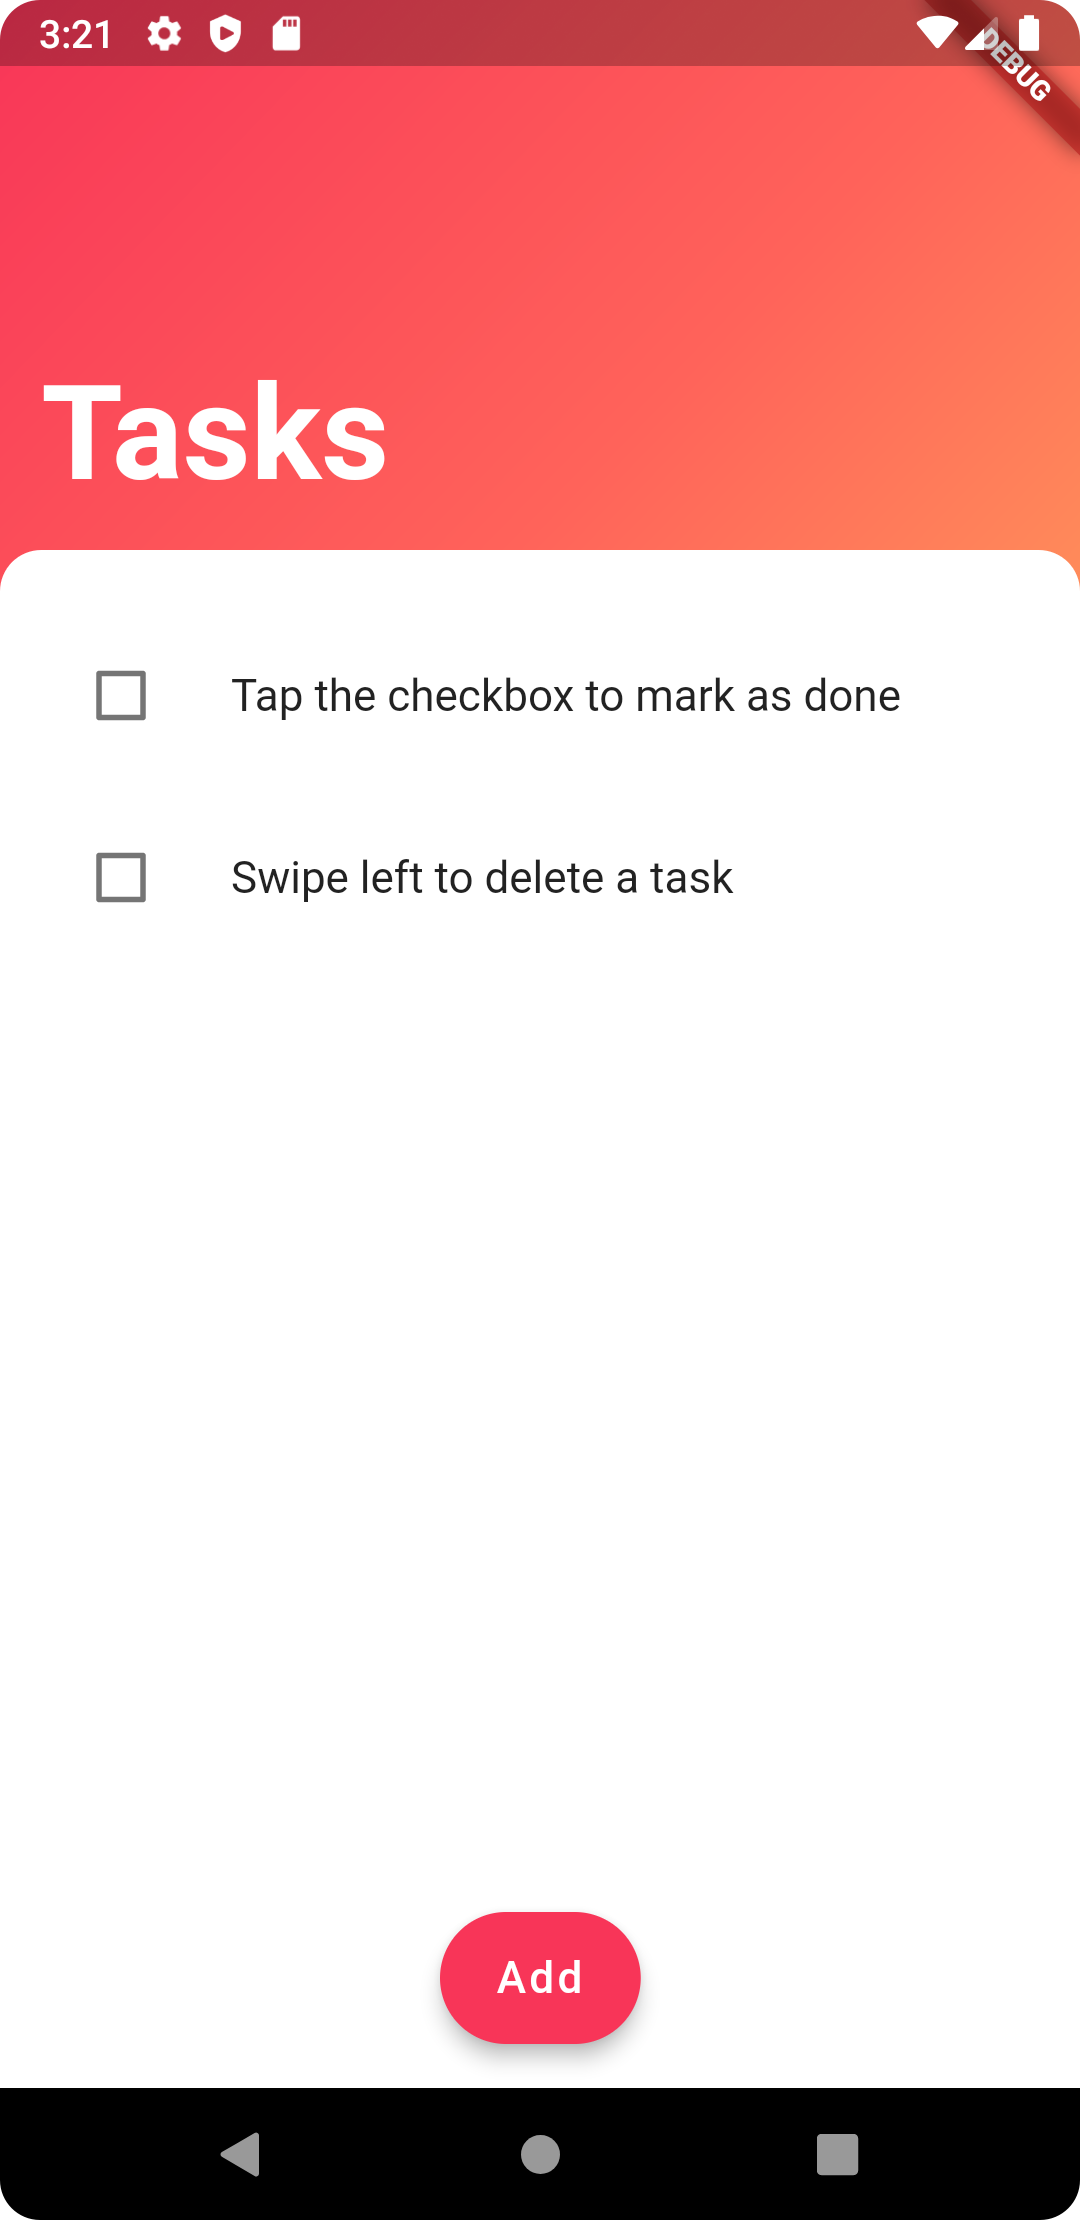 3:21
DEBUG
Tasks
Tap the checkbox to mark as done
Swipe left to delete a task
Add